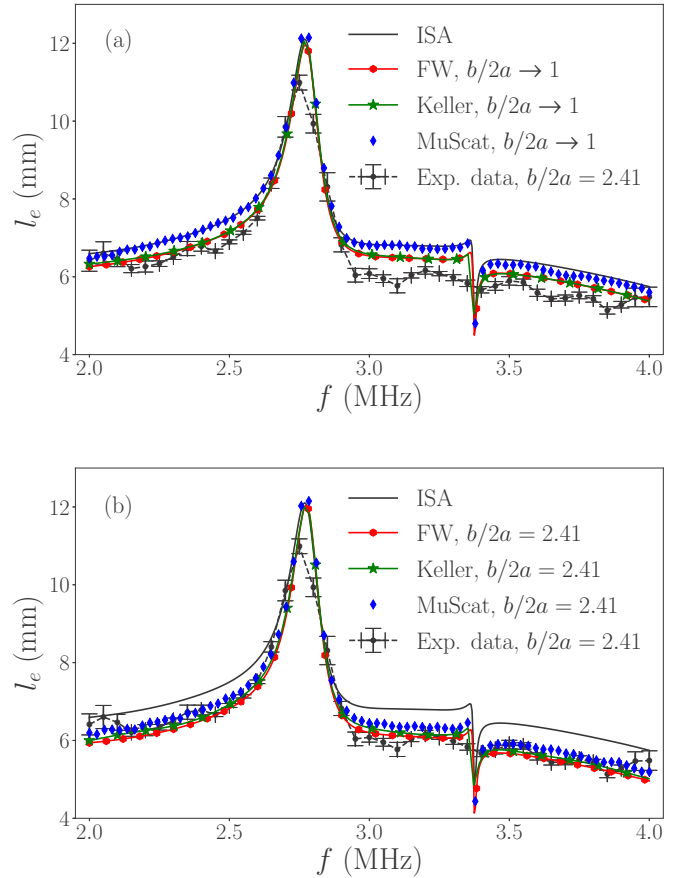 (a)
ISA
FW, b/2a → 1
Keller, b/2a → 1
MuScat, b/2a → 1
Exp. data, b/2a = 2.41
l_e (mm)
12
10
8
6
4
2.0 2.5 3.0 3.5 4.0
f (MHz)
(b)
ISA
FW, b/2a = 2.41
Keller, b/2a = 2.41
MuScat, b/2a = 2.41
Exp. data, b/2a = 2.41
l_e (mm)
12
10
8
6
4
2.0 2.5 3.0 3.5 4.0
f (MHz)